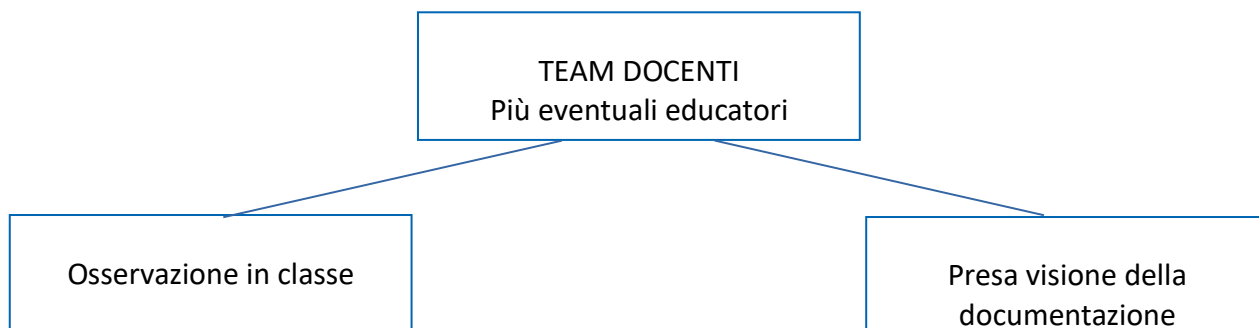 TEAM DOCENTI
Più eventuali educatori
Osservazione in classe
Presa visione della
documentazione